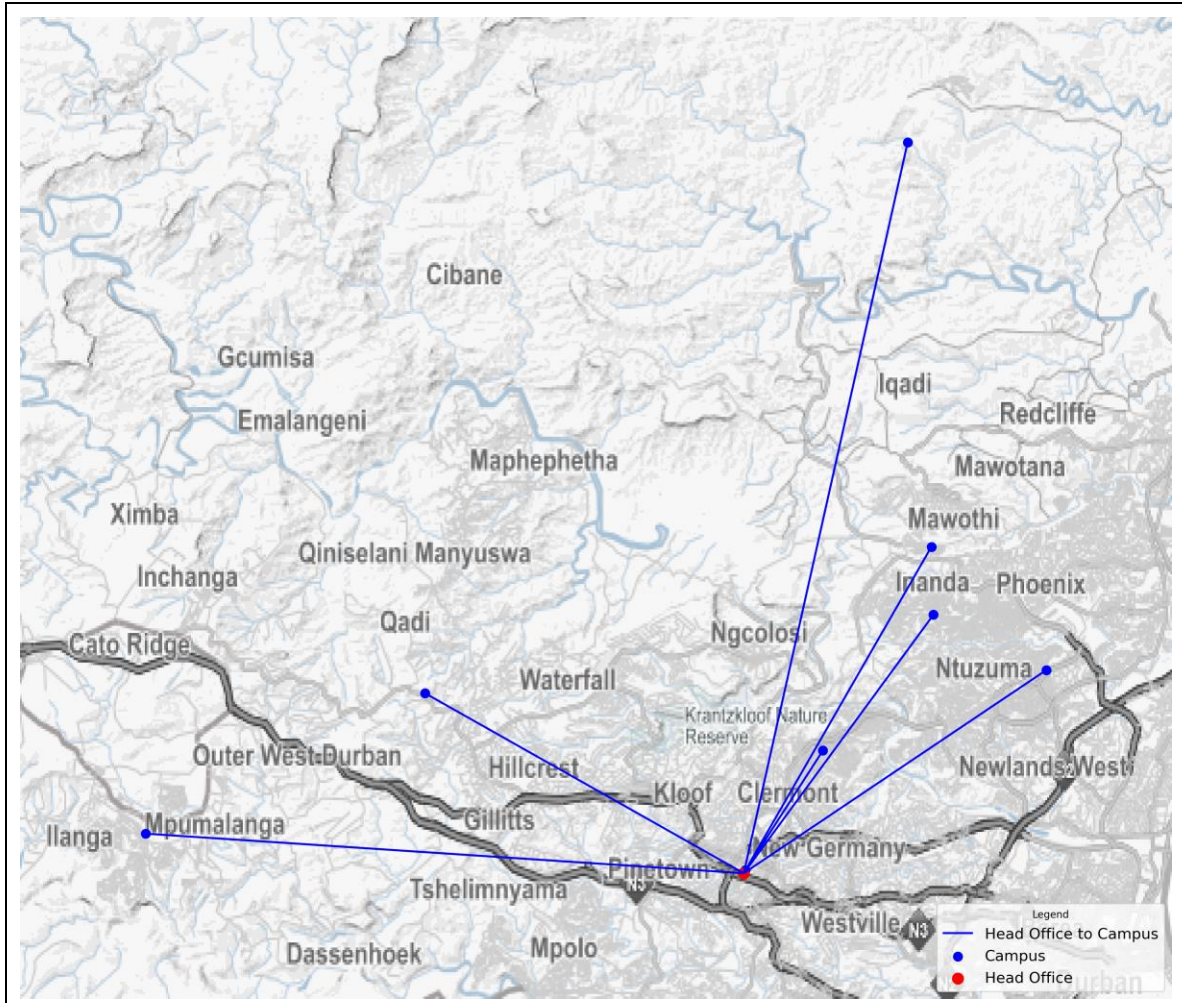 Cibane
Gcumisa
Iqadi
Emalangeni
Redcliffe
Maphephetha
Mawotana
Ximba
Mawothi
Qiniselani Manyuswa
Inchanga
Inanda
Phoenix
Qadi
Ngcolosi
Cato Ridge
Ntuzuma
Waterfall
Krantzkloof Nature
Reserve
Outer West Durban
Hillcrest
Newlands West
Kloof
Clermont
Gillitts
Mpumalanga
Ilanga
New Germany
Pinetown
N3
Tshelimnyama
Westville
N3
Dassenhoek
Mpolo
Legend
Head Office to Campus
Campus
Head Office